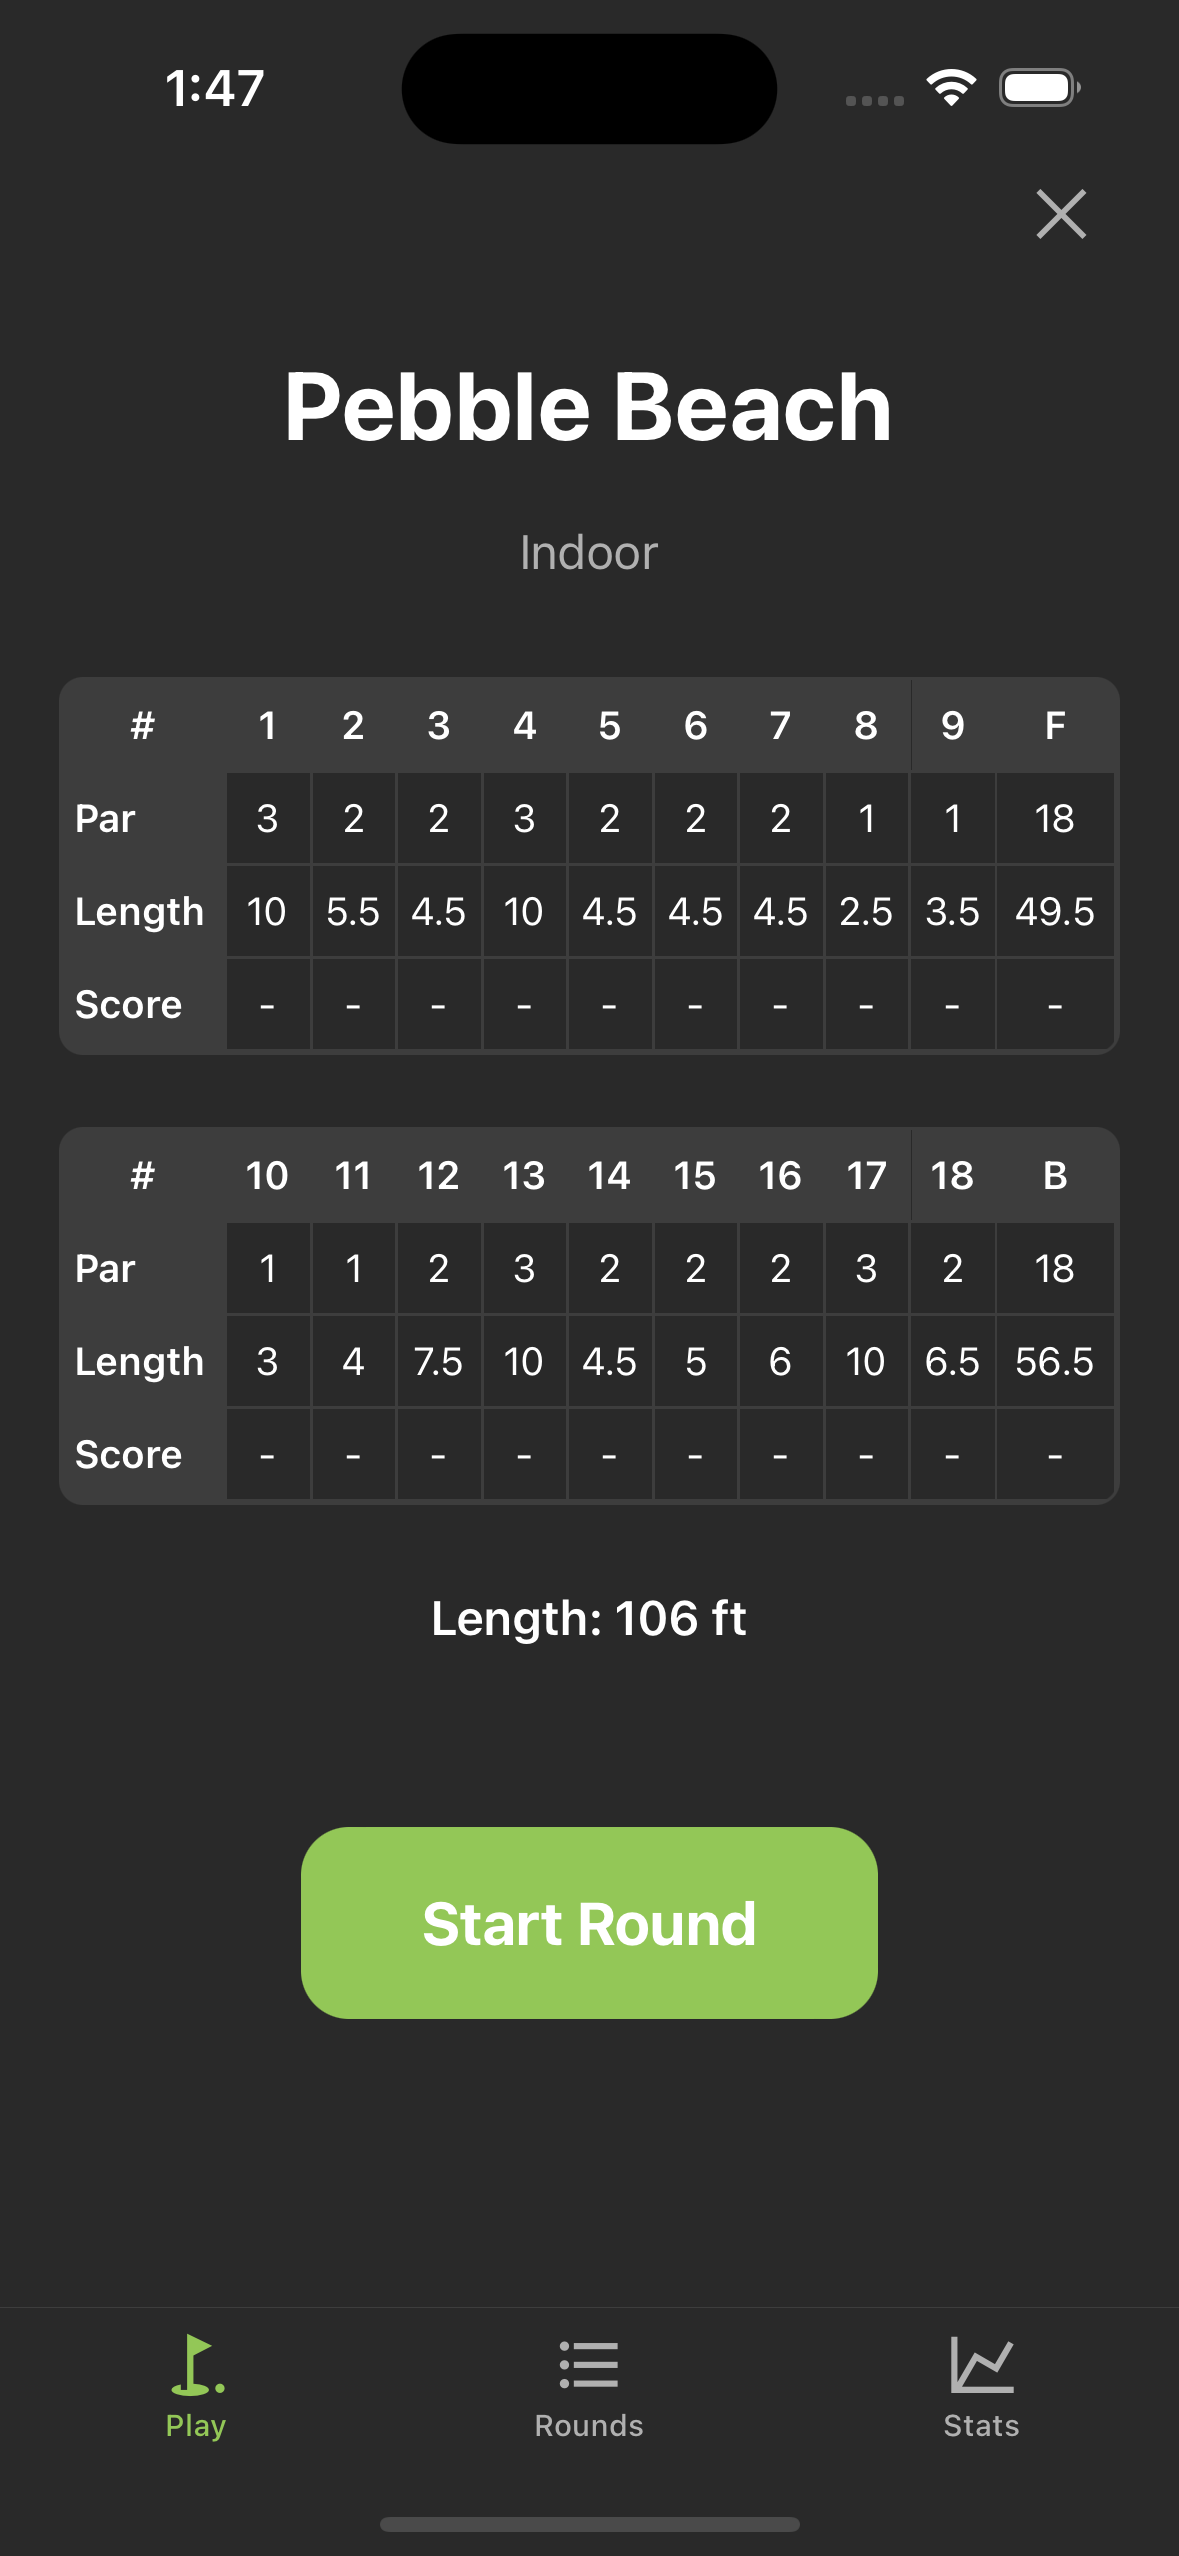 1:47
Pebble Beach
Indoor
# 1 2 3 4 5 6 7 8 9 F
Par 3 2 2 3 2 2 2 1 1 18
Length 10 5.5 4.5 10 4.5 4.5 4.5 2.5 3.5 49.5
Score - - - - - - - - - -
# 10 11 12 13 14 15 16 17 18 B
Par 1 1 2 3 2 2 2 3 2 18
Length 3 4 7.5 10 4.5 5 6 10 6.5 56.5
Score - - - - - - - - - -
Length: 106 ft
Start Round
Play Rounds Stats